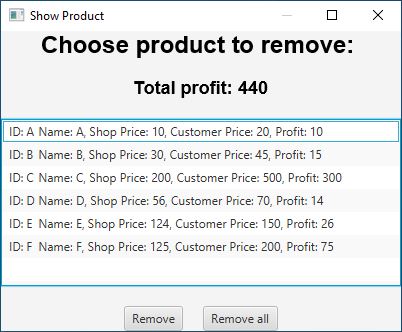 Show Product
Choose product to remove:
Total profit: 440
ID: A Name: A, Shop Price: 10, Customer Price: 20, Profit: 10
ID: B Name: B, Shop Price: 30, Customer Price: 45, Profit: 15
ID: C Name: C, Shop Price: 200, Customer Price: 500, Profit: 300
ID: D Name: D, Shop Price: 56, Customer Price: 70, Profit: 14
ID: E Name: E, Shop Price: 124, Customer Price: 150, Profit: 26
ID: F Name: F, Shop Price: 125, Customer Price: 200, Profit: 75
Remove Remove all